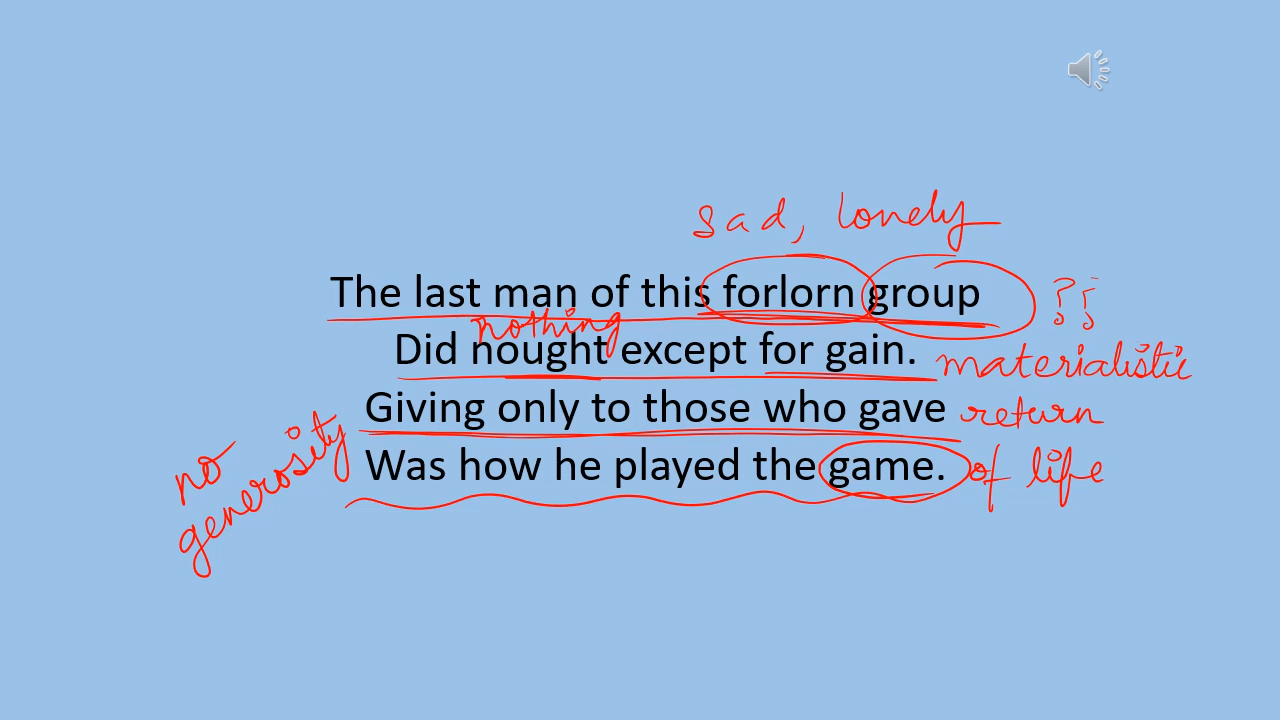 sad, lonely
The last man of this forlorn group ??
nothing
Did nought except for gain. materialistic
Giving only to those who gave return
Was how he played the game. of life
no
generosity